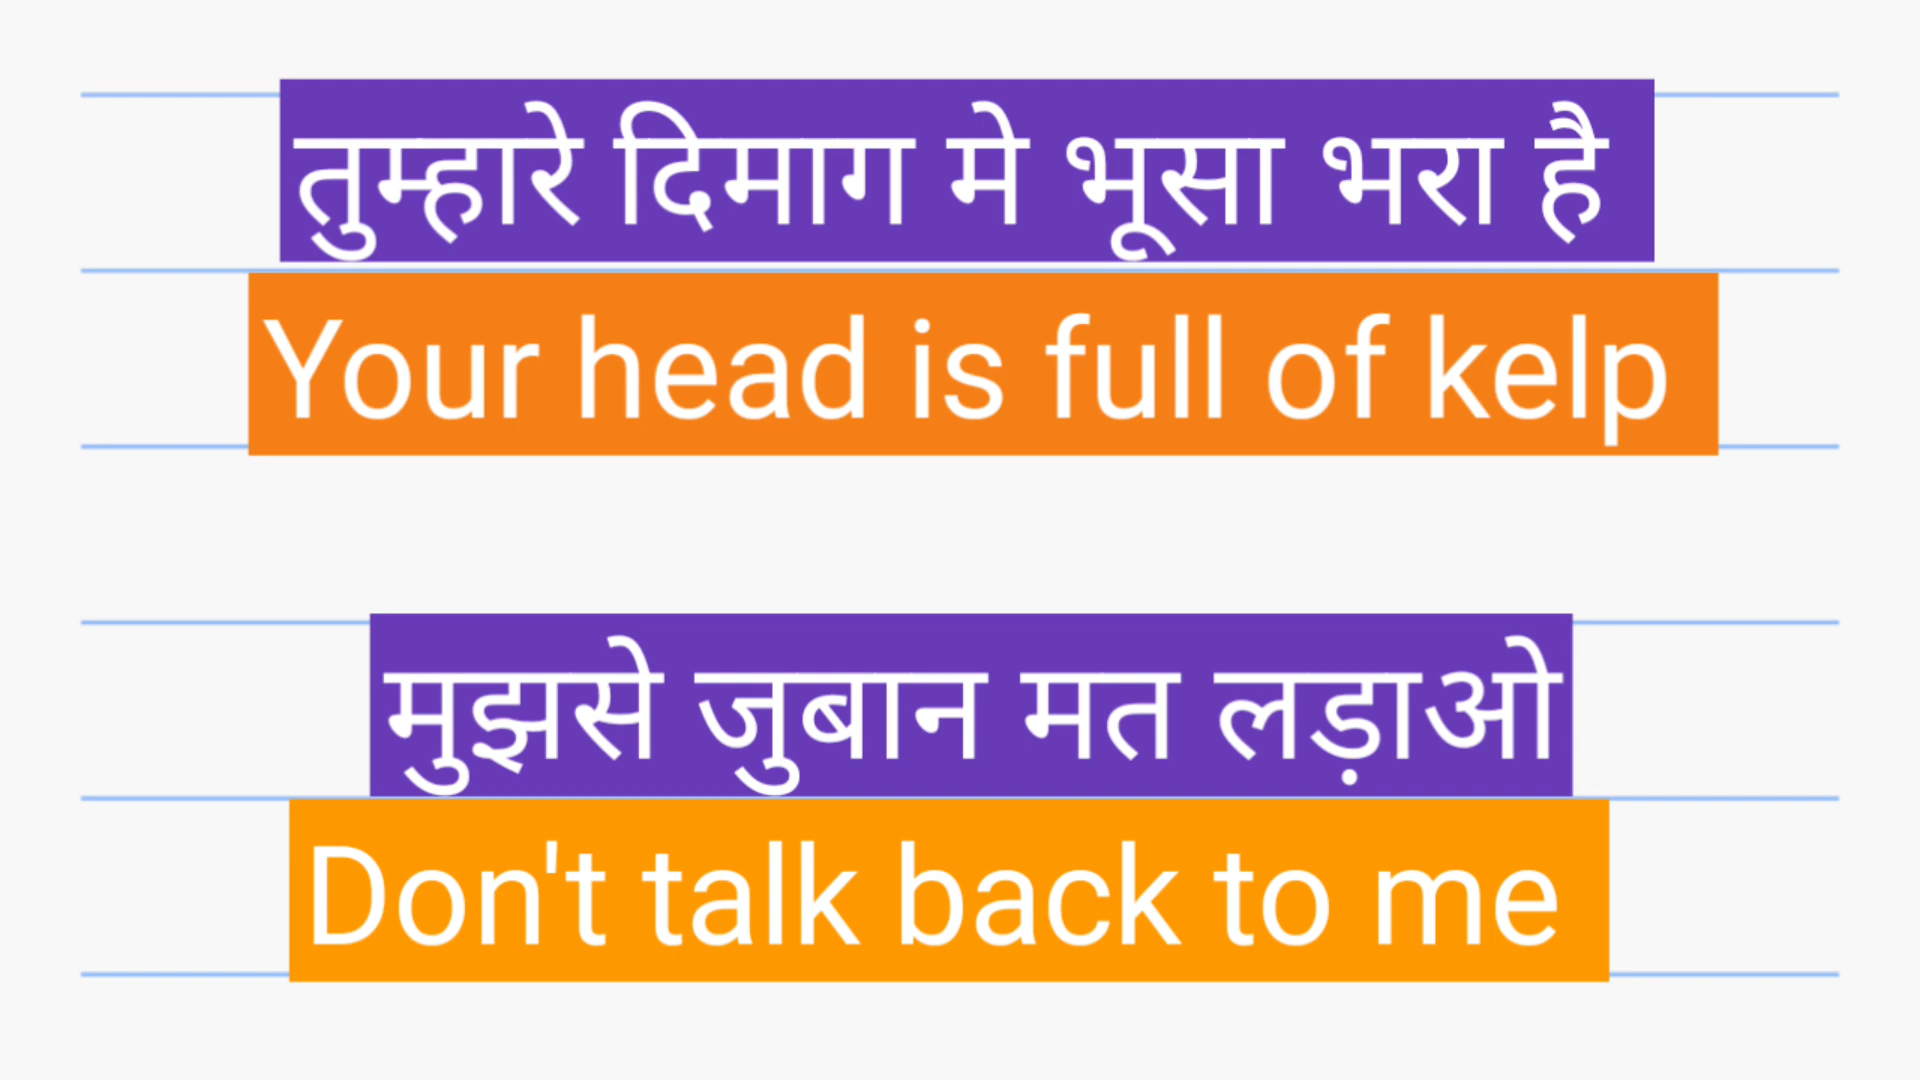 तुम्हारे दिमाग मे भूसा भरा है
Your head is full of kelp
मुझसे जुबान मत लड़ाओ
Don't talk back to me